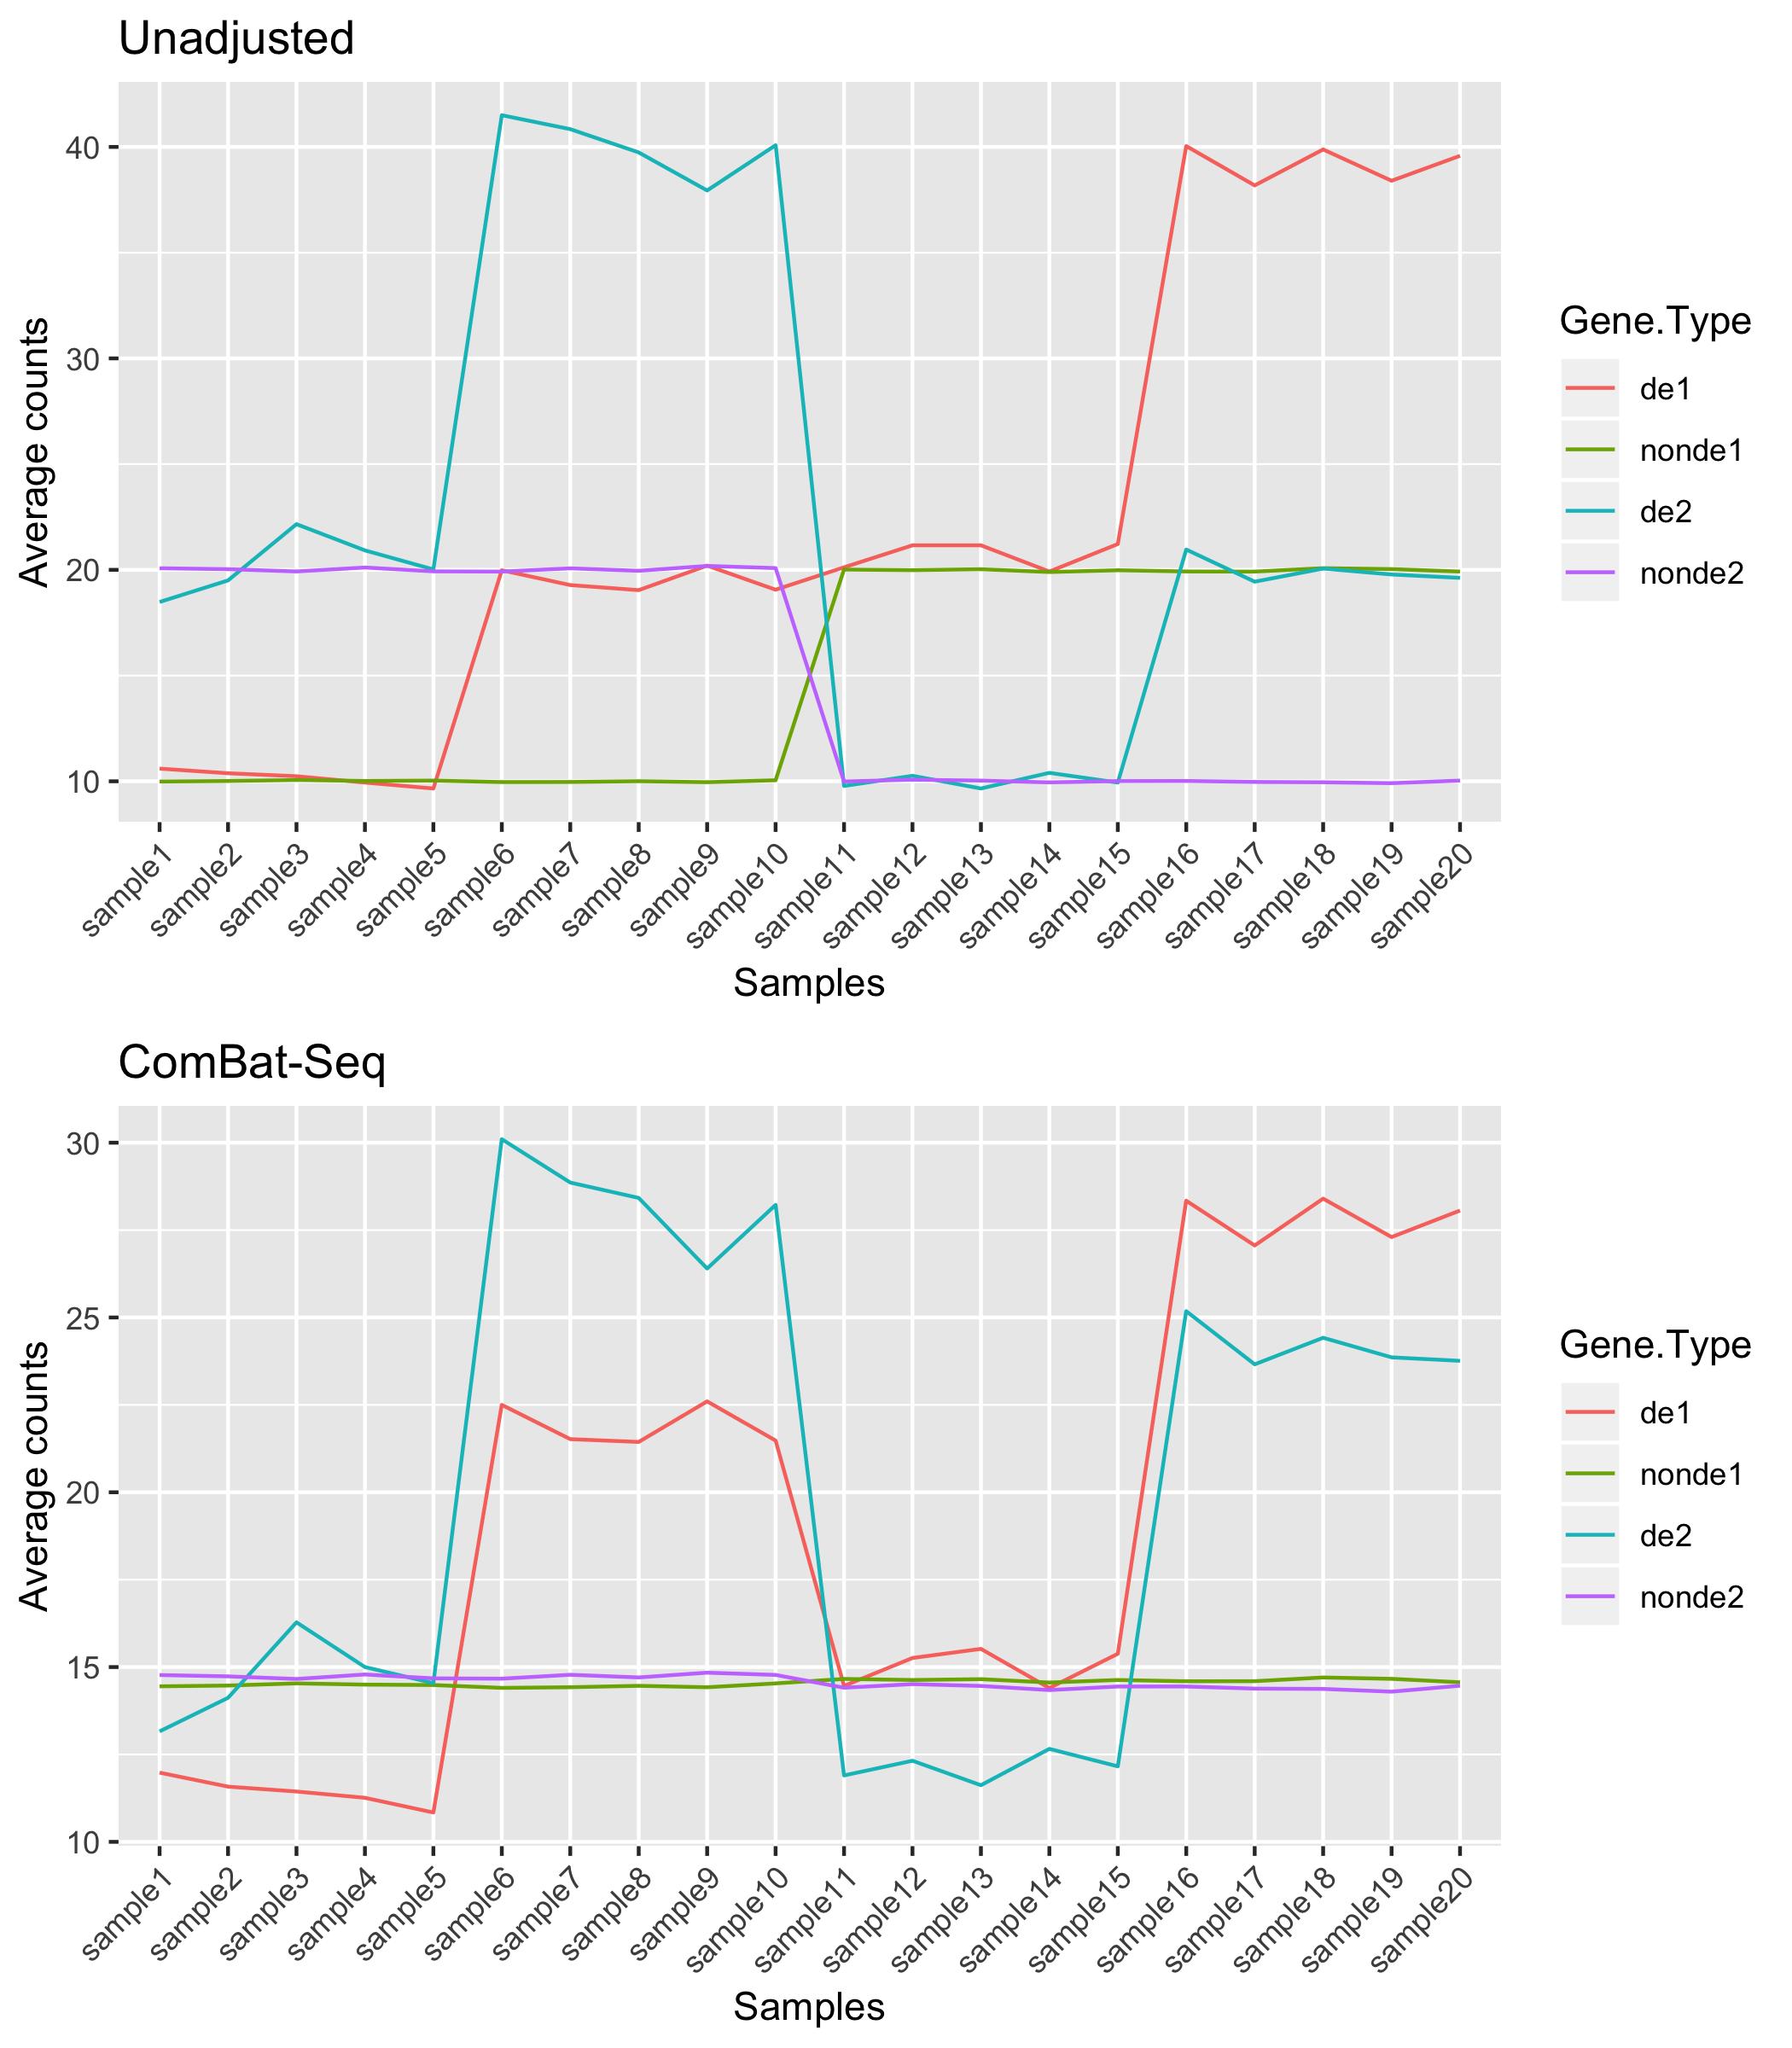 Unadjusted
Average counts
40
30
20
10
sample1
sample2
sample3
sample4
sample5
sample6
sample7
sample8
sample9
sample10
sample11
sample12
sample13
sample14
sample15
sample16
sample17
sample18
sample19
sample20
Samples
Gene.Type
de1
nonde1
de2
nonde2
ComBat-Seq
Average counts
30
25
20
15
10
sample1
sample2
sample3
sample4
sample5
sample6
sample7
sample8
sample9
sample10
sample11
sample12
sample13
sample14
sample15
sample16
sample17
sample18
sample19
sample20
Samples
Gene.Type
de1
nonde1
de2
nonde2